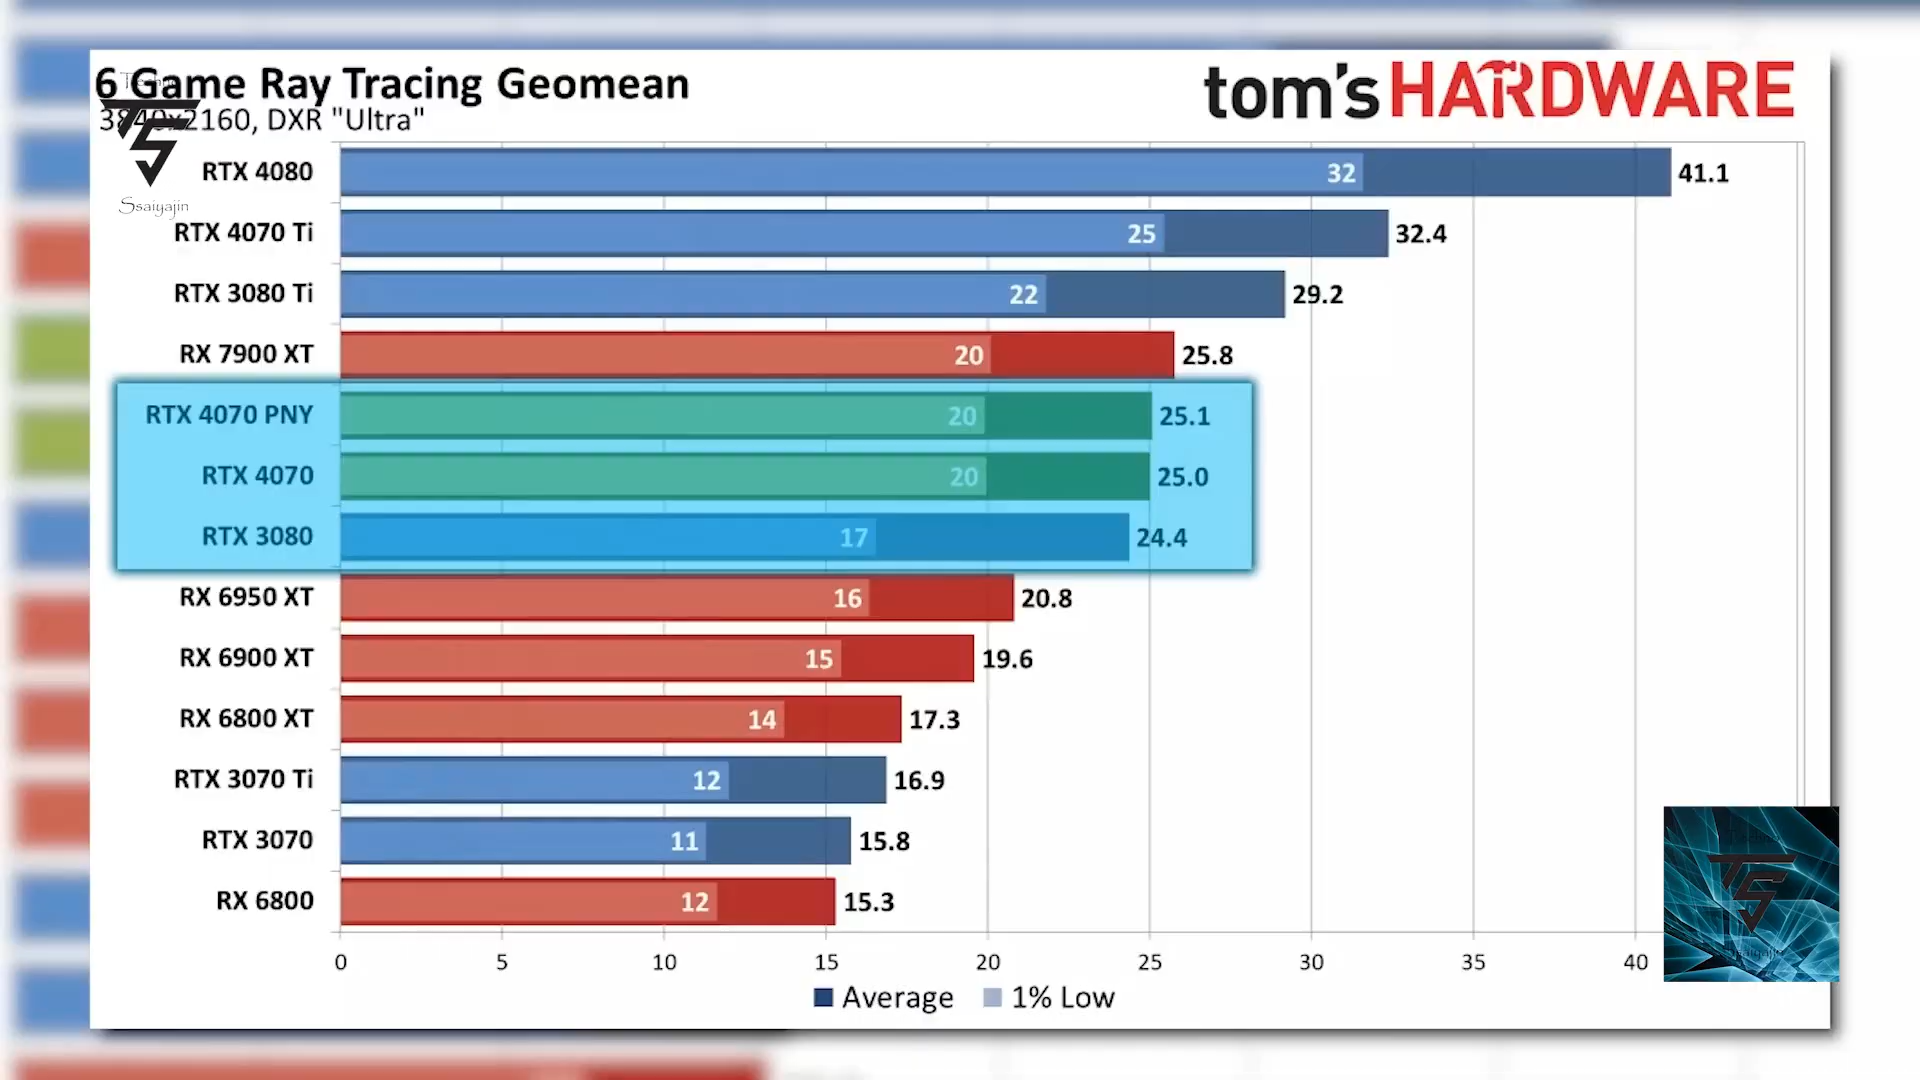 6 Game Ray Tracing Geomean
tom's HARDWARE
3840x2160, DXR "Ultra"
Ssaiyajin
RTX 4080 32 41.1
RTX 4070 Ti 25 32.4
RTX 3080 Ti 22 29.2
RX 7900 XT 20 25.8
RTX 4070 PNY 20 25.1
RTX 4070 20 25.0
RTX 3080 17 24.4
RX 6950 XT 16 20.8
RX 6900 XT 15 19.6
RX 6800 XT 14 17.3
RTX 3070 Ti 12 16.9
RTX 3070 11 15.8
RX 6800 12 15.3
0 5 10 15 20 25 30 35 40
Average 1% Low